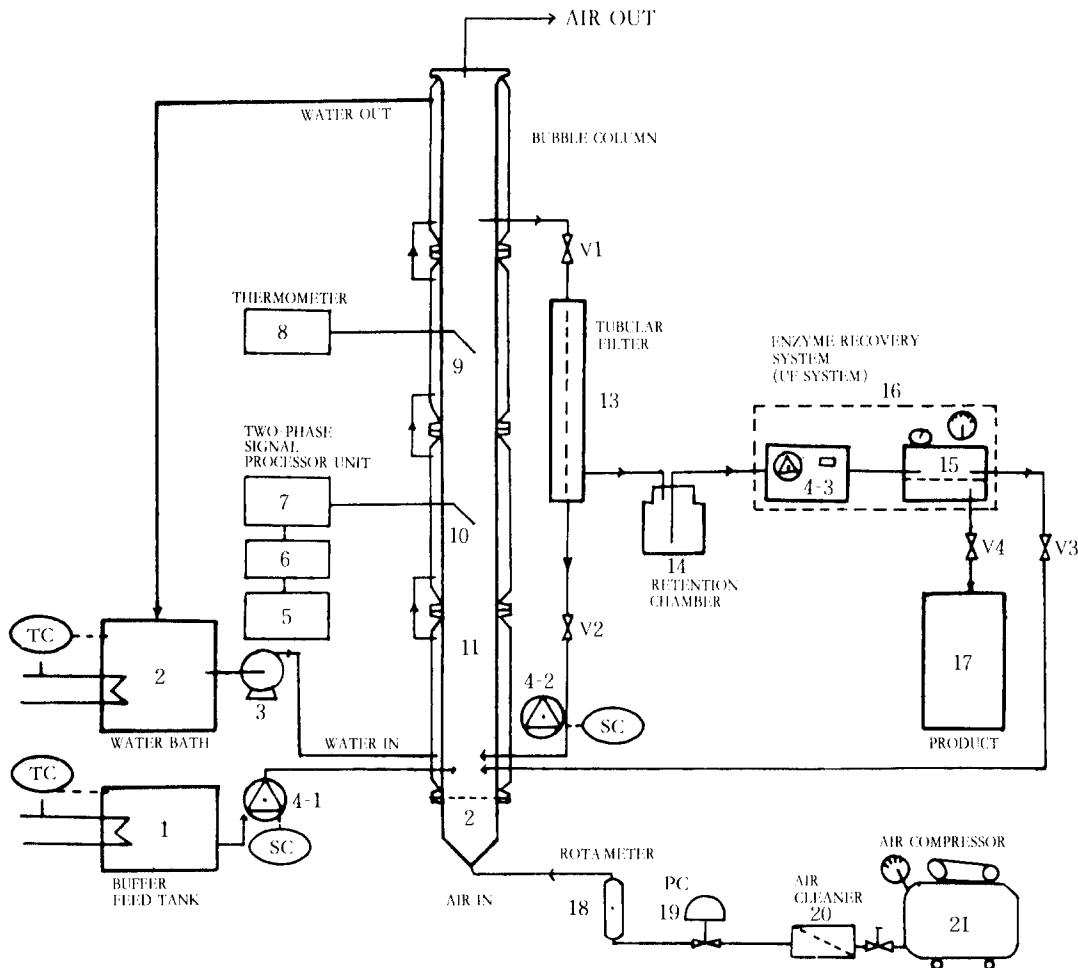 AIR OUT
WATER OUT
BUBBLE COLUMN
V1
THERMOMETER
8
9
TUBULAR
FILTER
13
ENZYME RECOVERY
SYSTEM
(UF SYSTEM)
16
15
4-3
TWO-PHASE
SIGNAL
PROCESSOR UNIT
7
10
6
5
14
RETENTION
CHAMBER
V4
V3
17
PRODUCT
TC
2
WATER BATH
3
11
V2
4-2
SC
WATER IN
TC
1
BUFFER
FEED TANK
4-1
SC
2
AIR IN
ROTAMETER
18
PC
19
AIR
CLEANER
20
AIR COMPRESSOR
21